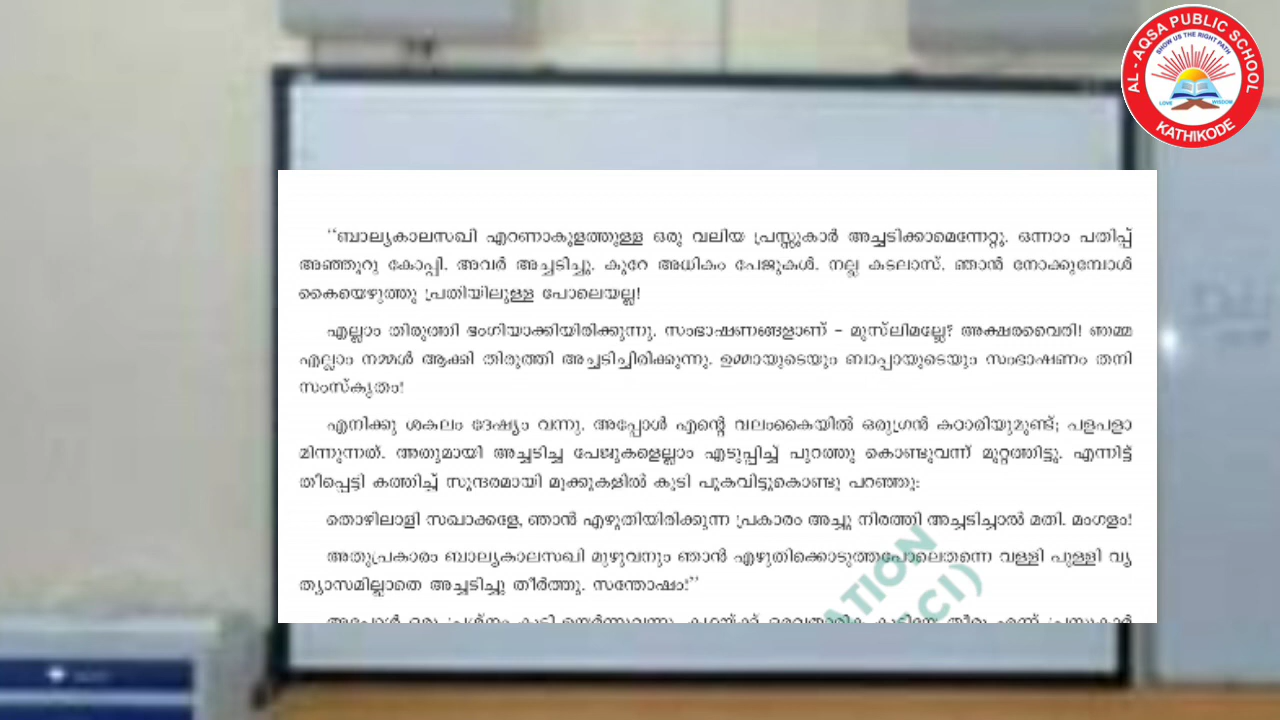 AL - AQSA PUBLIC SCHOOL
SHOW US THE RIGHT PATH
LOVE
WISDOM
KATHIKODE
“ബാല്യകാലസഖി എറണാകുളത്തുള്ള ഒരു വലിയ പ്രസ്സുകാർ അച്ചടിക്കാമെന്നേറ്റു. ഒന്നാം പതിപ്പ്
അഞ്ഞൂറു കോപ്പി. അവർ അച്ചടിച്ചു. കുറേ അധികം പേജുകൾ. നല്ല കടലാസ്. ഞാൻ നോക്കുമ്പോൾ
കൈയെഴുത്തു പ്രതിയിലുള്ള പോലെയല്ല!
എല്ലാം തിരുത്തി ഭംഗിയാക്കിയിരിക്കുന്നു. സംഭാഷണങ്ങളാണ് - മുസ്‌ലിമല്ലേ? അക്ഷരവൈരി! ഞമ്മ
എല്ലാം നമ്മൾ ആക്കി തിരുത്തി അച്ചടിച്ചിരിക്കുന്നു. ഉമ്മായുടെയും ബാപ്പായുടെയും സംഭാഷണം തനി
സംസ്കൃതം!
എനിക്കു ശകലം ദേഷ്യം വന്നു. അപ്പോൾ എന്റെ വലംകൈയിൽ ഒരുഗ്രൻ കഠാരിയുമുണ്ട്; പളപളാ
മിന്നുന്നത്. അതുമായി അച്ചടിച്ച പേജുകളെല്ലാം എടുപ്പിച്ച് പുറത്തു കൊണ്ടുവന്ന് മുറ്റത്തിട്ടു. എന്നിട്ട്
തീപ്പെട്ടി കത്തിച്ച് സുന്ദരമായി മൂക്കുകളിൽ കൂടി പുകവിട്ടുകൊണ്ടു പറഞ്ഞു:
തൊഴിലാളി സഖാക്കളേ, ഞാൻ എഴുതിയിരിക്കുന്ന പ്രകാരം അച്ചു നിരത്തി അച്ചടിച്ചാൽ മതി. മംഗളം!
അതുപ്രകാരം ബാല്യകാലസഖി മുഴുവനും ഞാൻ എഴുതിക്കൊടുത്തപോലെതന്നെ വള്ളി പുള്ളി വ്യ
ത്യാസമില്ലാതെ അച്ചടിച്ചു തീർത്തു. സന്തോഷം!”